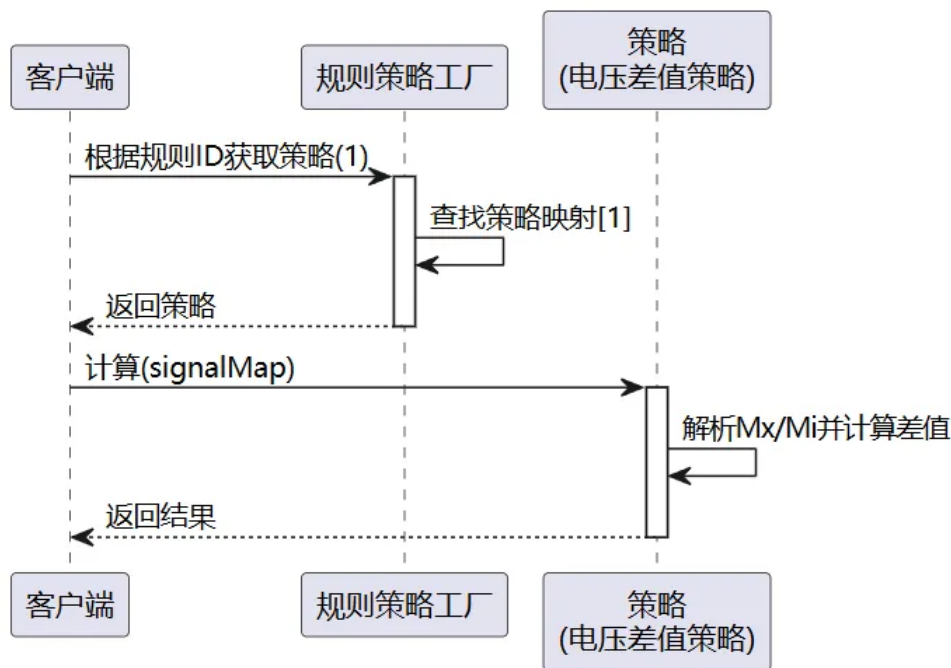 客户端
规则策略工厂
策略
(电压差值策略)
根据规则ID获取策略(1)
查找策略映射[1]
返回策略
计算(signalMap)
解析Mx/Mi并计算差值
返回结果
客户端
规则策略工厂
策略
(电压差值策略)